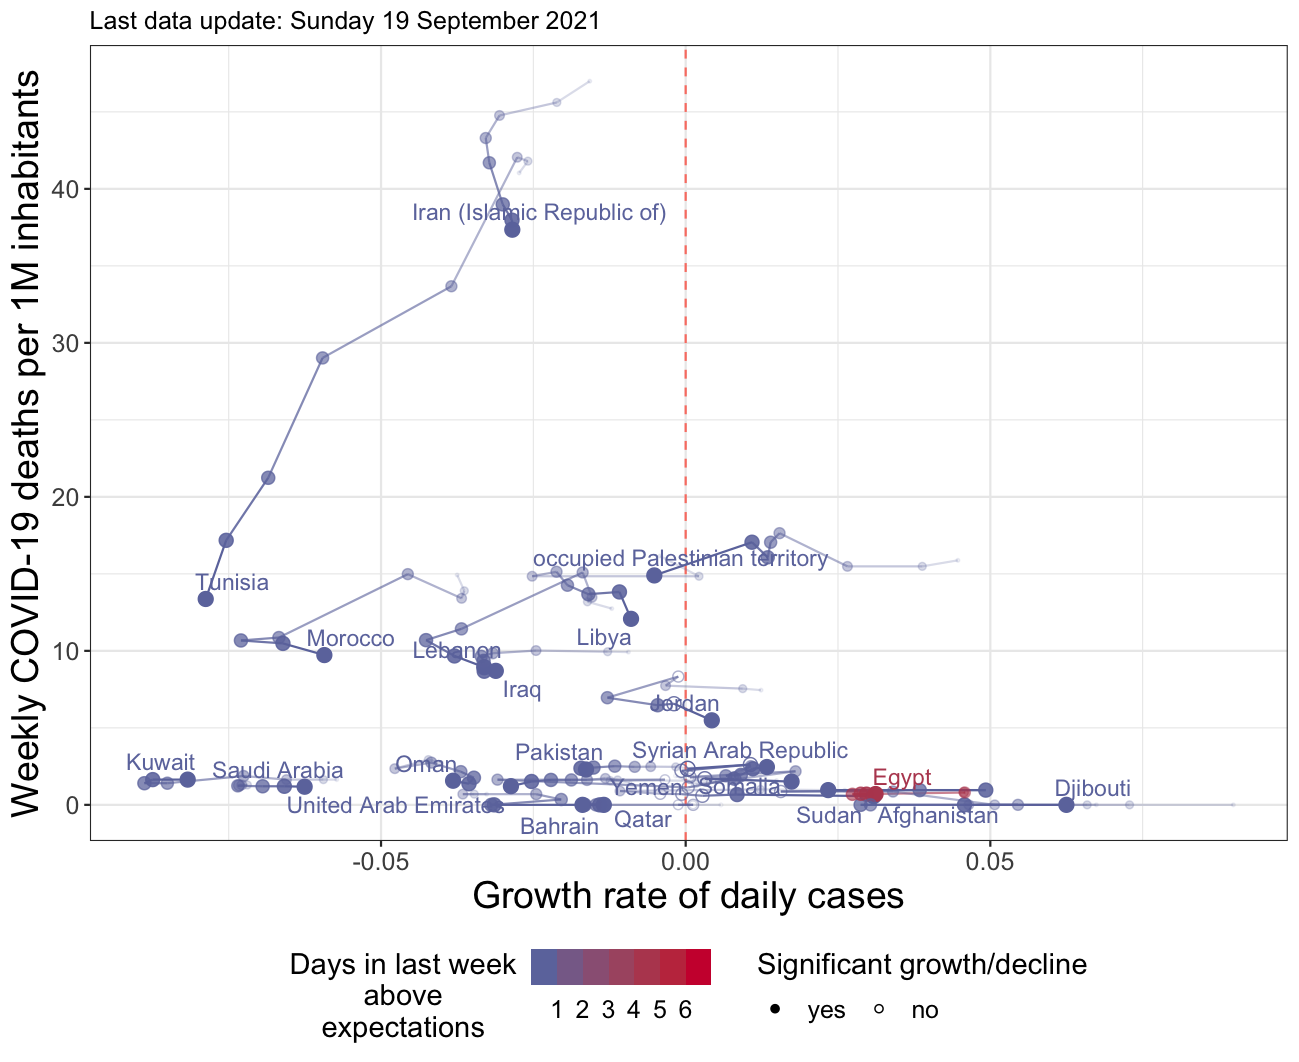 Last data update: Sunday 19 September 2021
Weekly COVID-19 deaths per 1M inhabitants
40
30
20
10
0
Iran (Islamic Republic of)
occupied Palestinian territory
Tunisia
Morocco
Libya
Lebanon
Iraq
Jordan
Kuwait
Saudi Arabia
Oman
Pakistan
Syrian Arab Republic
Yemen
Somalia
Egypt
Djibouti
United Arab Emirates
Bahrain
Qatar
Sudan
Afghanistan
-0.05
0.00
0.05
Growth rate of daily cases
Days in last week
above
expectations
1 2 3 4 5 6
Significant growth/decline
yes
no